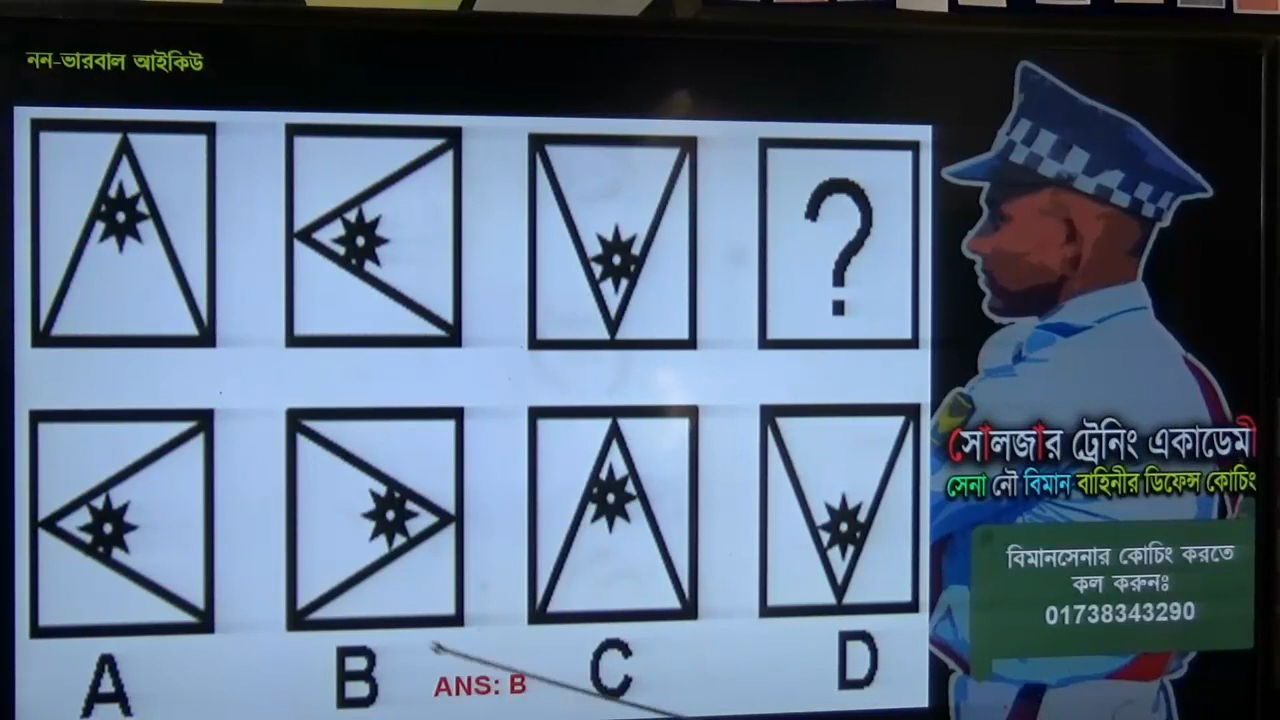 নন-ভারবাল আইকিউ
?
A
B
C
D
ANS: B
সোলজার ট্রেনিং একাডেমী
সেনা নৌ বিমান বাহিনীর ডিফেন্স কোচিং
বিমানসেনার কোচিং করতে
কল করুনঃ
01738343290